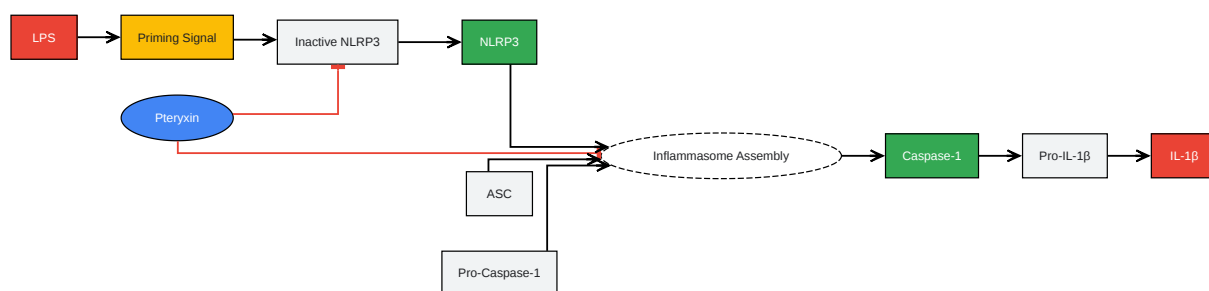 LPS
Priming Signal
Inactive NLRP3
NLRP3
Pteryxin
Inflammasome Assembly
Caspase-1
Pro-IL-1β
IL-1β
ASC
Pro-Caspase-1